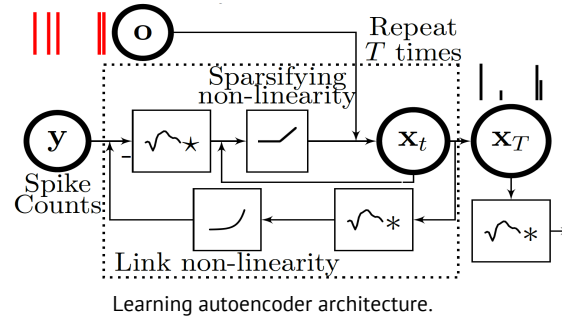 o
Repeat
T times
Sparsifying
non-linearity
y
−
⋆
x_t
x_T
Spike
Counts
∗
∗
Link non-linearity
Learning autoencoder architecture.